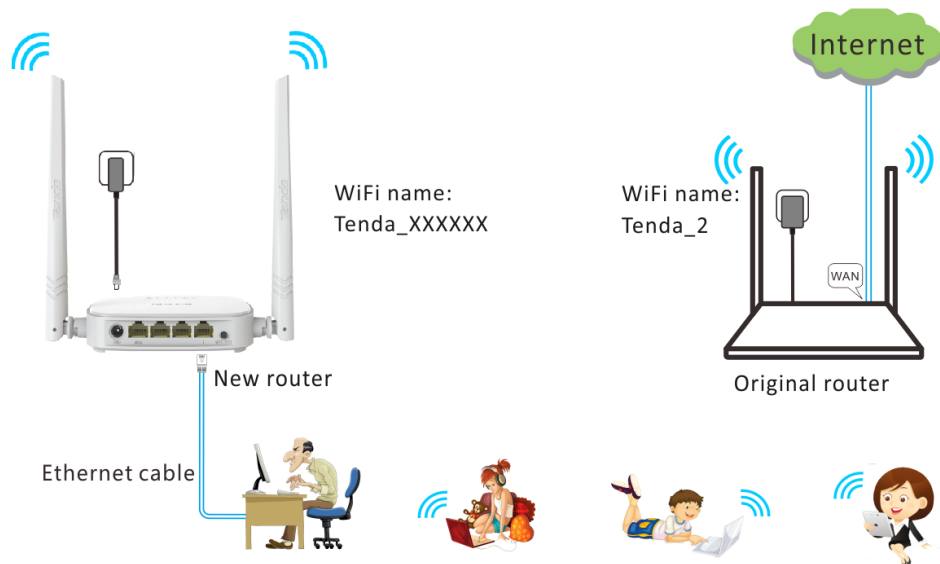 Internet
WiFi name:
Tenda_XXXXXX
WiFi name:
Tenda_2
WAN
New router
Original router
Ethernet cable